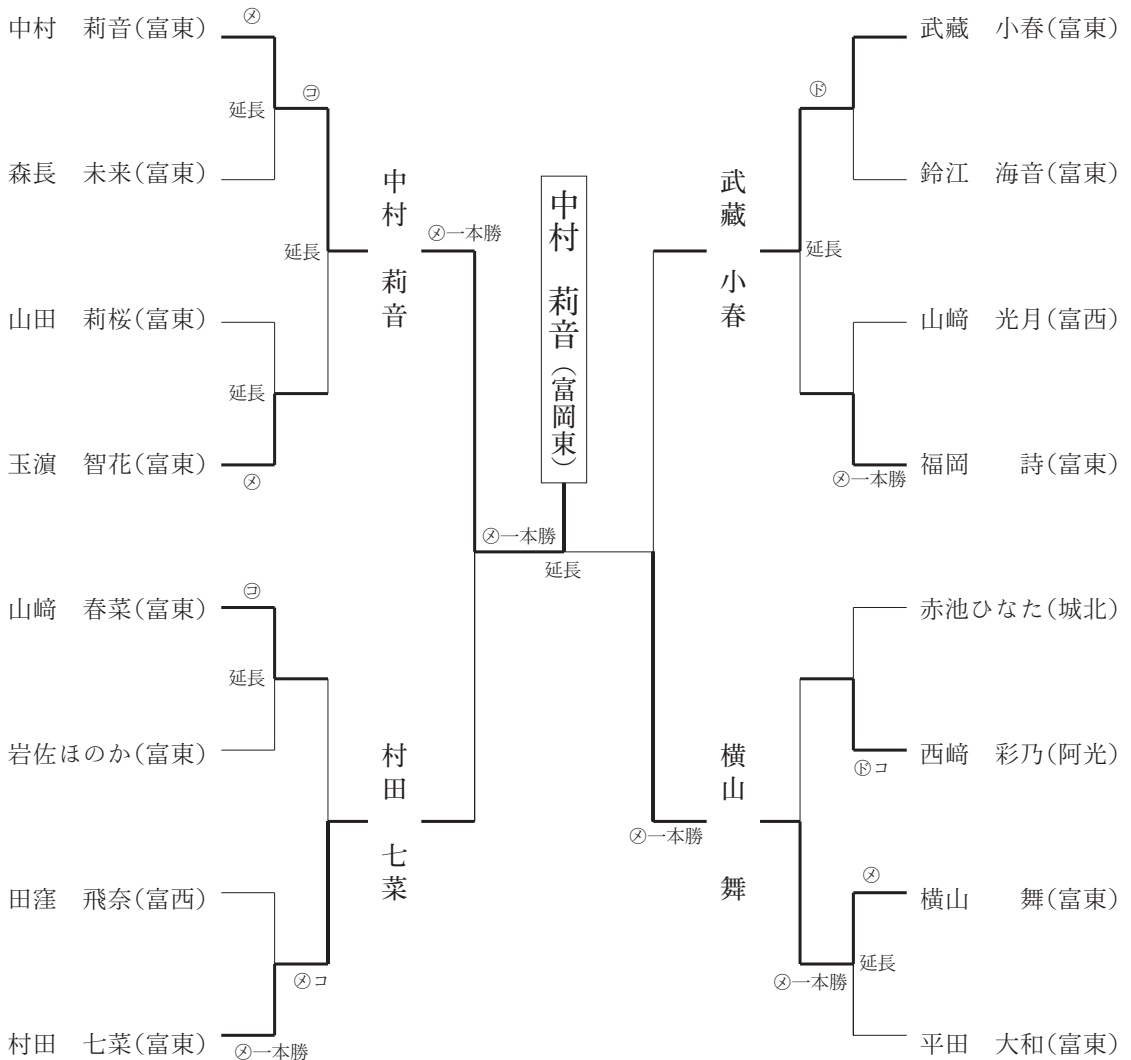 中村　莉音(富東)
㋱
延長
㋙
森長　未来(富東)
延長
山田　莉桜(富東)
延長
玉濵　智花(富東)
㋱
中村　莉音
㋱一本勝
山﨑　春菜(富東)
㋙
延長
岩佐ほのか(富東)
田窪　飛奈(富西)
㋱コ
村田　七菜(富東)
㋱一本勝
村田　七菜
中村　莉音(富岡東)
㋱一本勝
延長
武藏　小春
武藏　小春(富東)
㋣゙
鈴江　海音(富東)
延長
山﨑　光月(富西)
福岡　　詩(富東)
㋱一本勝
横山　舞
㋱一本勝
赤池ひなた(城北)
西﨑　彩乃(阿光)
㋣゙コ
横山　　舞(富東)
㋱
延長
㋱一本勝
平田　大和(富東)